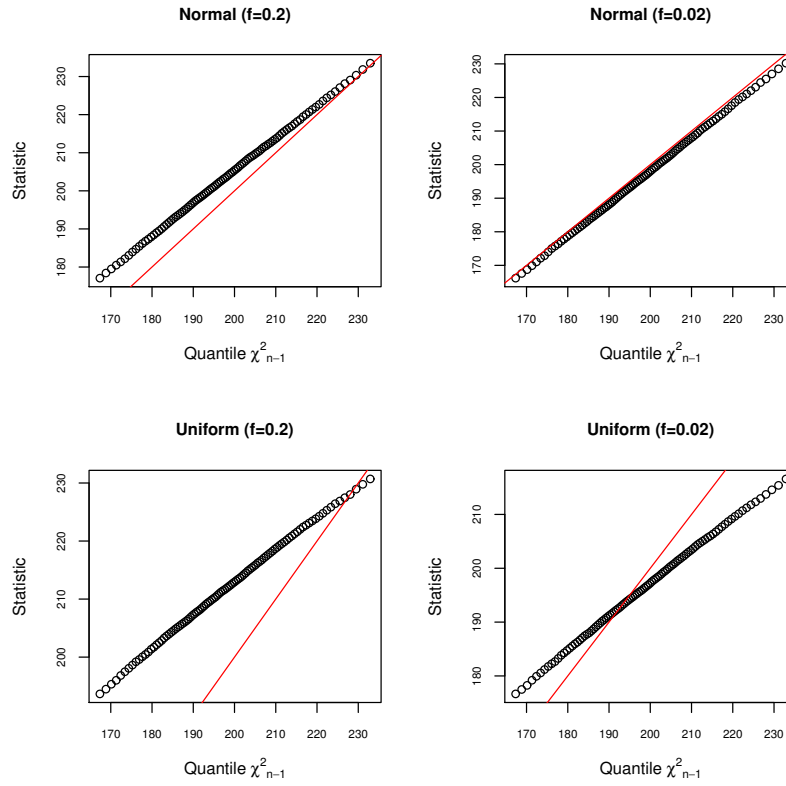 Normal (f=0.2)
Statistic
180 190 200 210 220 230
170 180 190 200 210 220 230
Quantile χ²ₙ₋₁
Normal (f=0.02)
Statistic
170 180 190 200 210 220 230
170 180 190 200 210 220 230
Quantile χ²ₙ₋₁
Uniform (f=0.2)
Statistic
200 210 220 230
170 180 190 200 210 220 230
Quantile χ²ₙ₋₁
Uniform (f=0.02)
Statistic
180 190 200 210
170 180 190 200 210 220 230
Quantile χ²ₙ₋₁